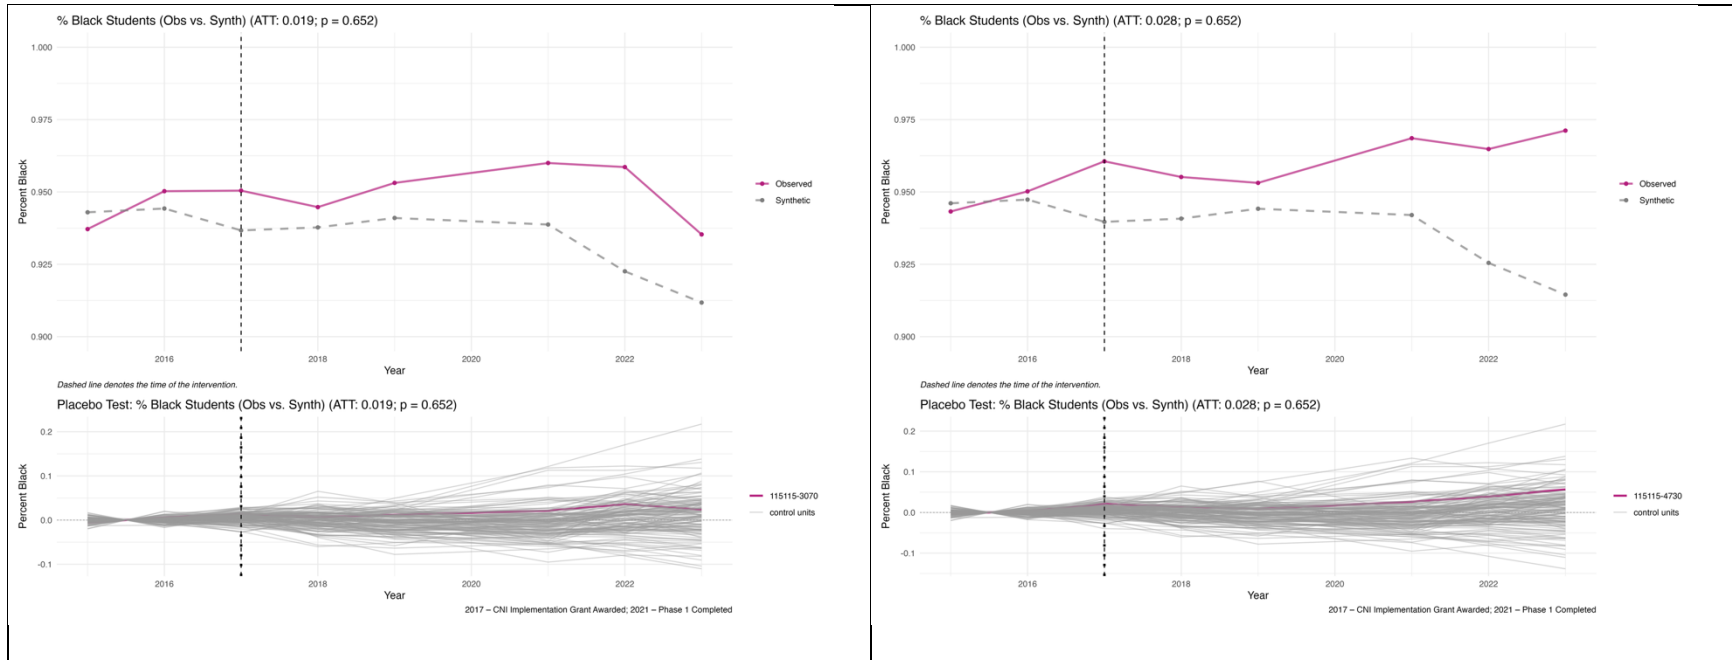 % Black Students (Obs vs. Synth) (ATT: 0.019; p = 0.652)
1.000
0.975
0.950
0.925
0.900
Percent Black
2016
2018
2020
2022
Year
Observed
Synthetic
Dashed line denotes the time of the intervention.
Placebo Test: % Black Students (Obs vs. Synth) (ATT: 0.019; p = 0.652)
0.2
0.1
0.0
-0.1
Percent Black
2016
2018
2020
2022
Year
115115-3070
control units
2017 – CNI Implementation Grant Awarded; 2021 – Phase 1 Completed
% Black Students (Obs vs. Synth) (ATT: 0.028; p = 0.652)
1.000
0.975
0.950
0.925
0.900
Percent Black
2016
2018
2020
2022
Year
Observed
Synthetic
Dashed line denotes the time of the intervention.
Placebo Test: % Black Students (Obs vs. Synth) (ATT: 0.028; p = 0.652)
0.2
0.1
0.0
-0.1
Percent Black
2016
2018
2020
2022
Year
115115-4730
control units
2017 – CNI Implementation Grant Awarded; 2021 – Phase 1 Completed